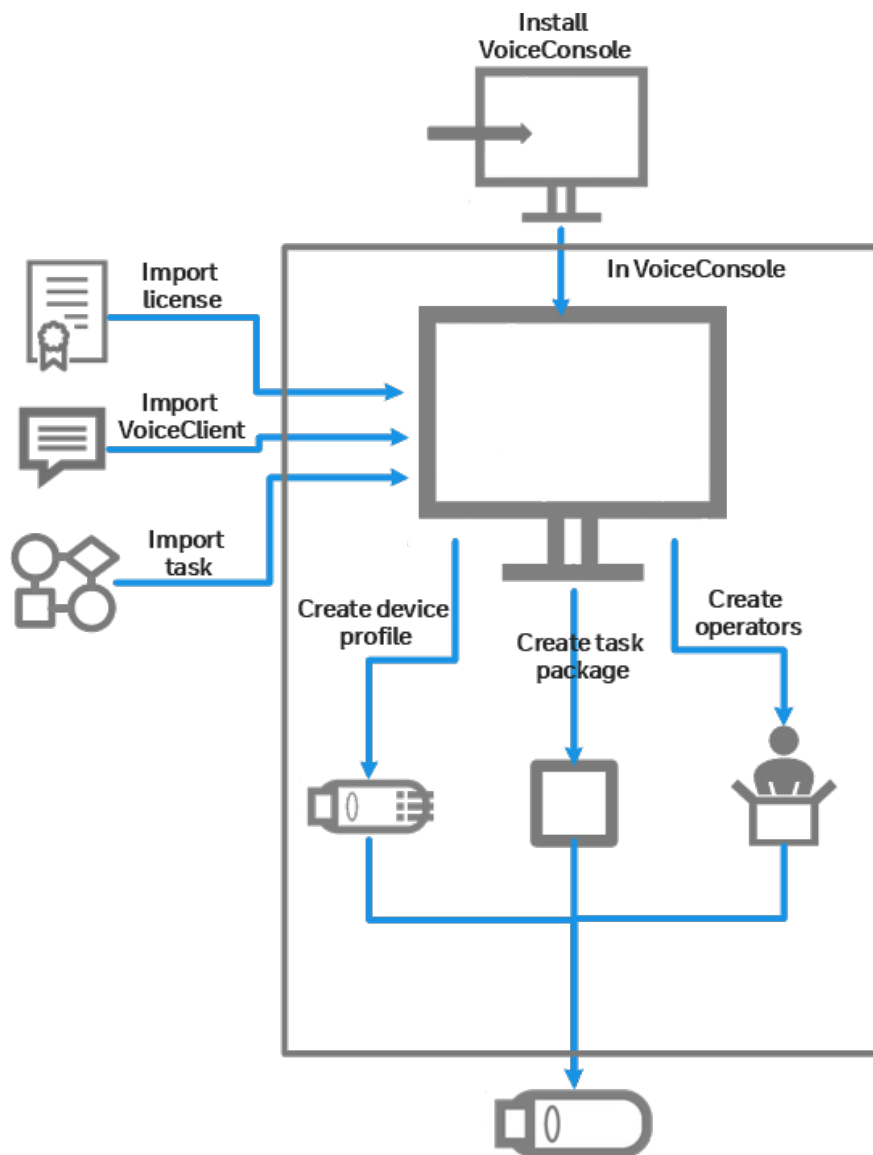 Install
VoiceConsole
In VoiceConsole
Import
license
Import
VoiceClient
Import
task
Create device
profile
Create task
package
Create
operators